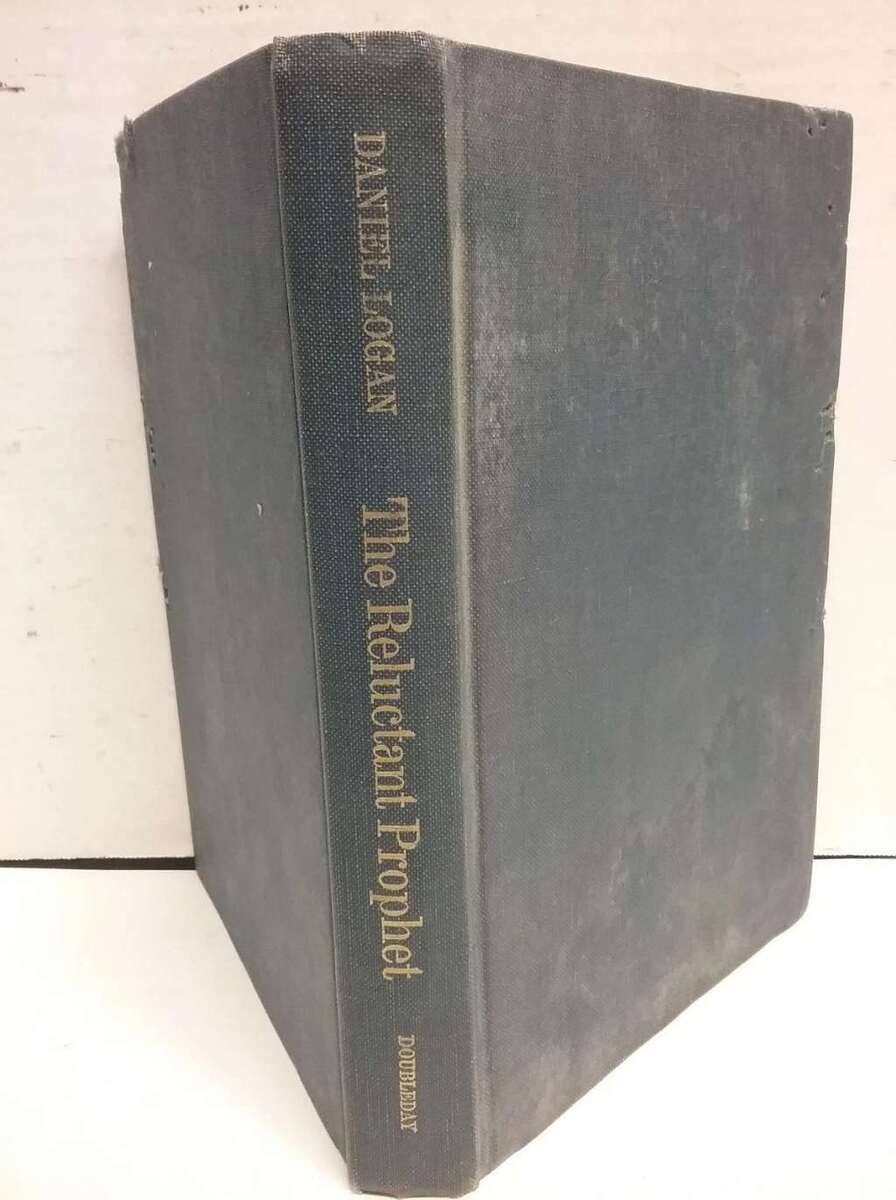 DANIEL LOGAN
The Reluctant Prophet
DOUBLEDAY